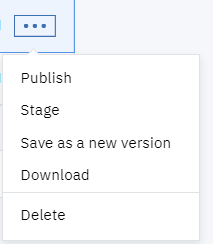 Publish
Stage
Save as a new version
Download
Delete